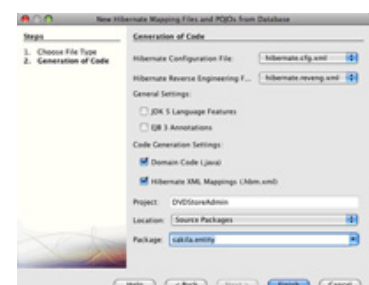 New Hibernate Mapping Files and POJOs from Database
Steps
1. Choose File Type
2. Generation of Code
Generation of Code
Hibernate Configuration File: hibernate.cfg.xml
Hibernate Reverse Engineering F... hibernate.reveng.xml
General Settings:
JDK 5 Language Features
EJB 3 Annotations
Code Generation Settings:
Domain Code (.java)
Hibernate XML Mappings (.hbm.xml)
Project: DVDStoreAdmin
Location: Source Packages
Package: sakila.entity
Help < Back Next > Finish Cancel